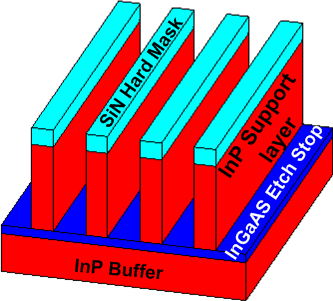 SiN Hard Mask
InP Support
layer
InGaAS Etch Stop
InP Buffer